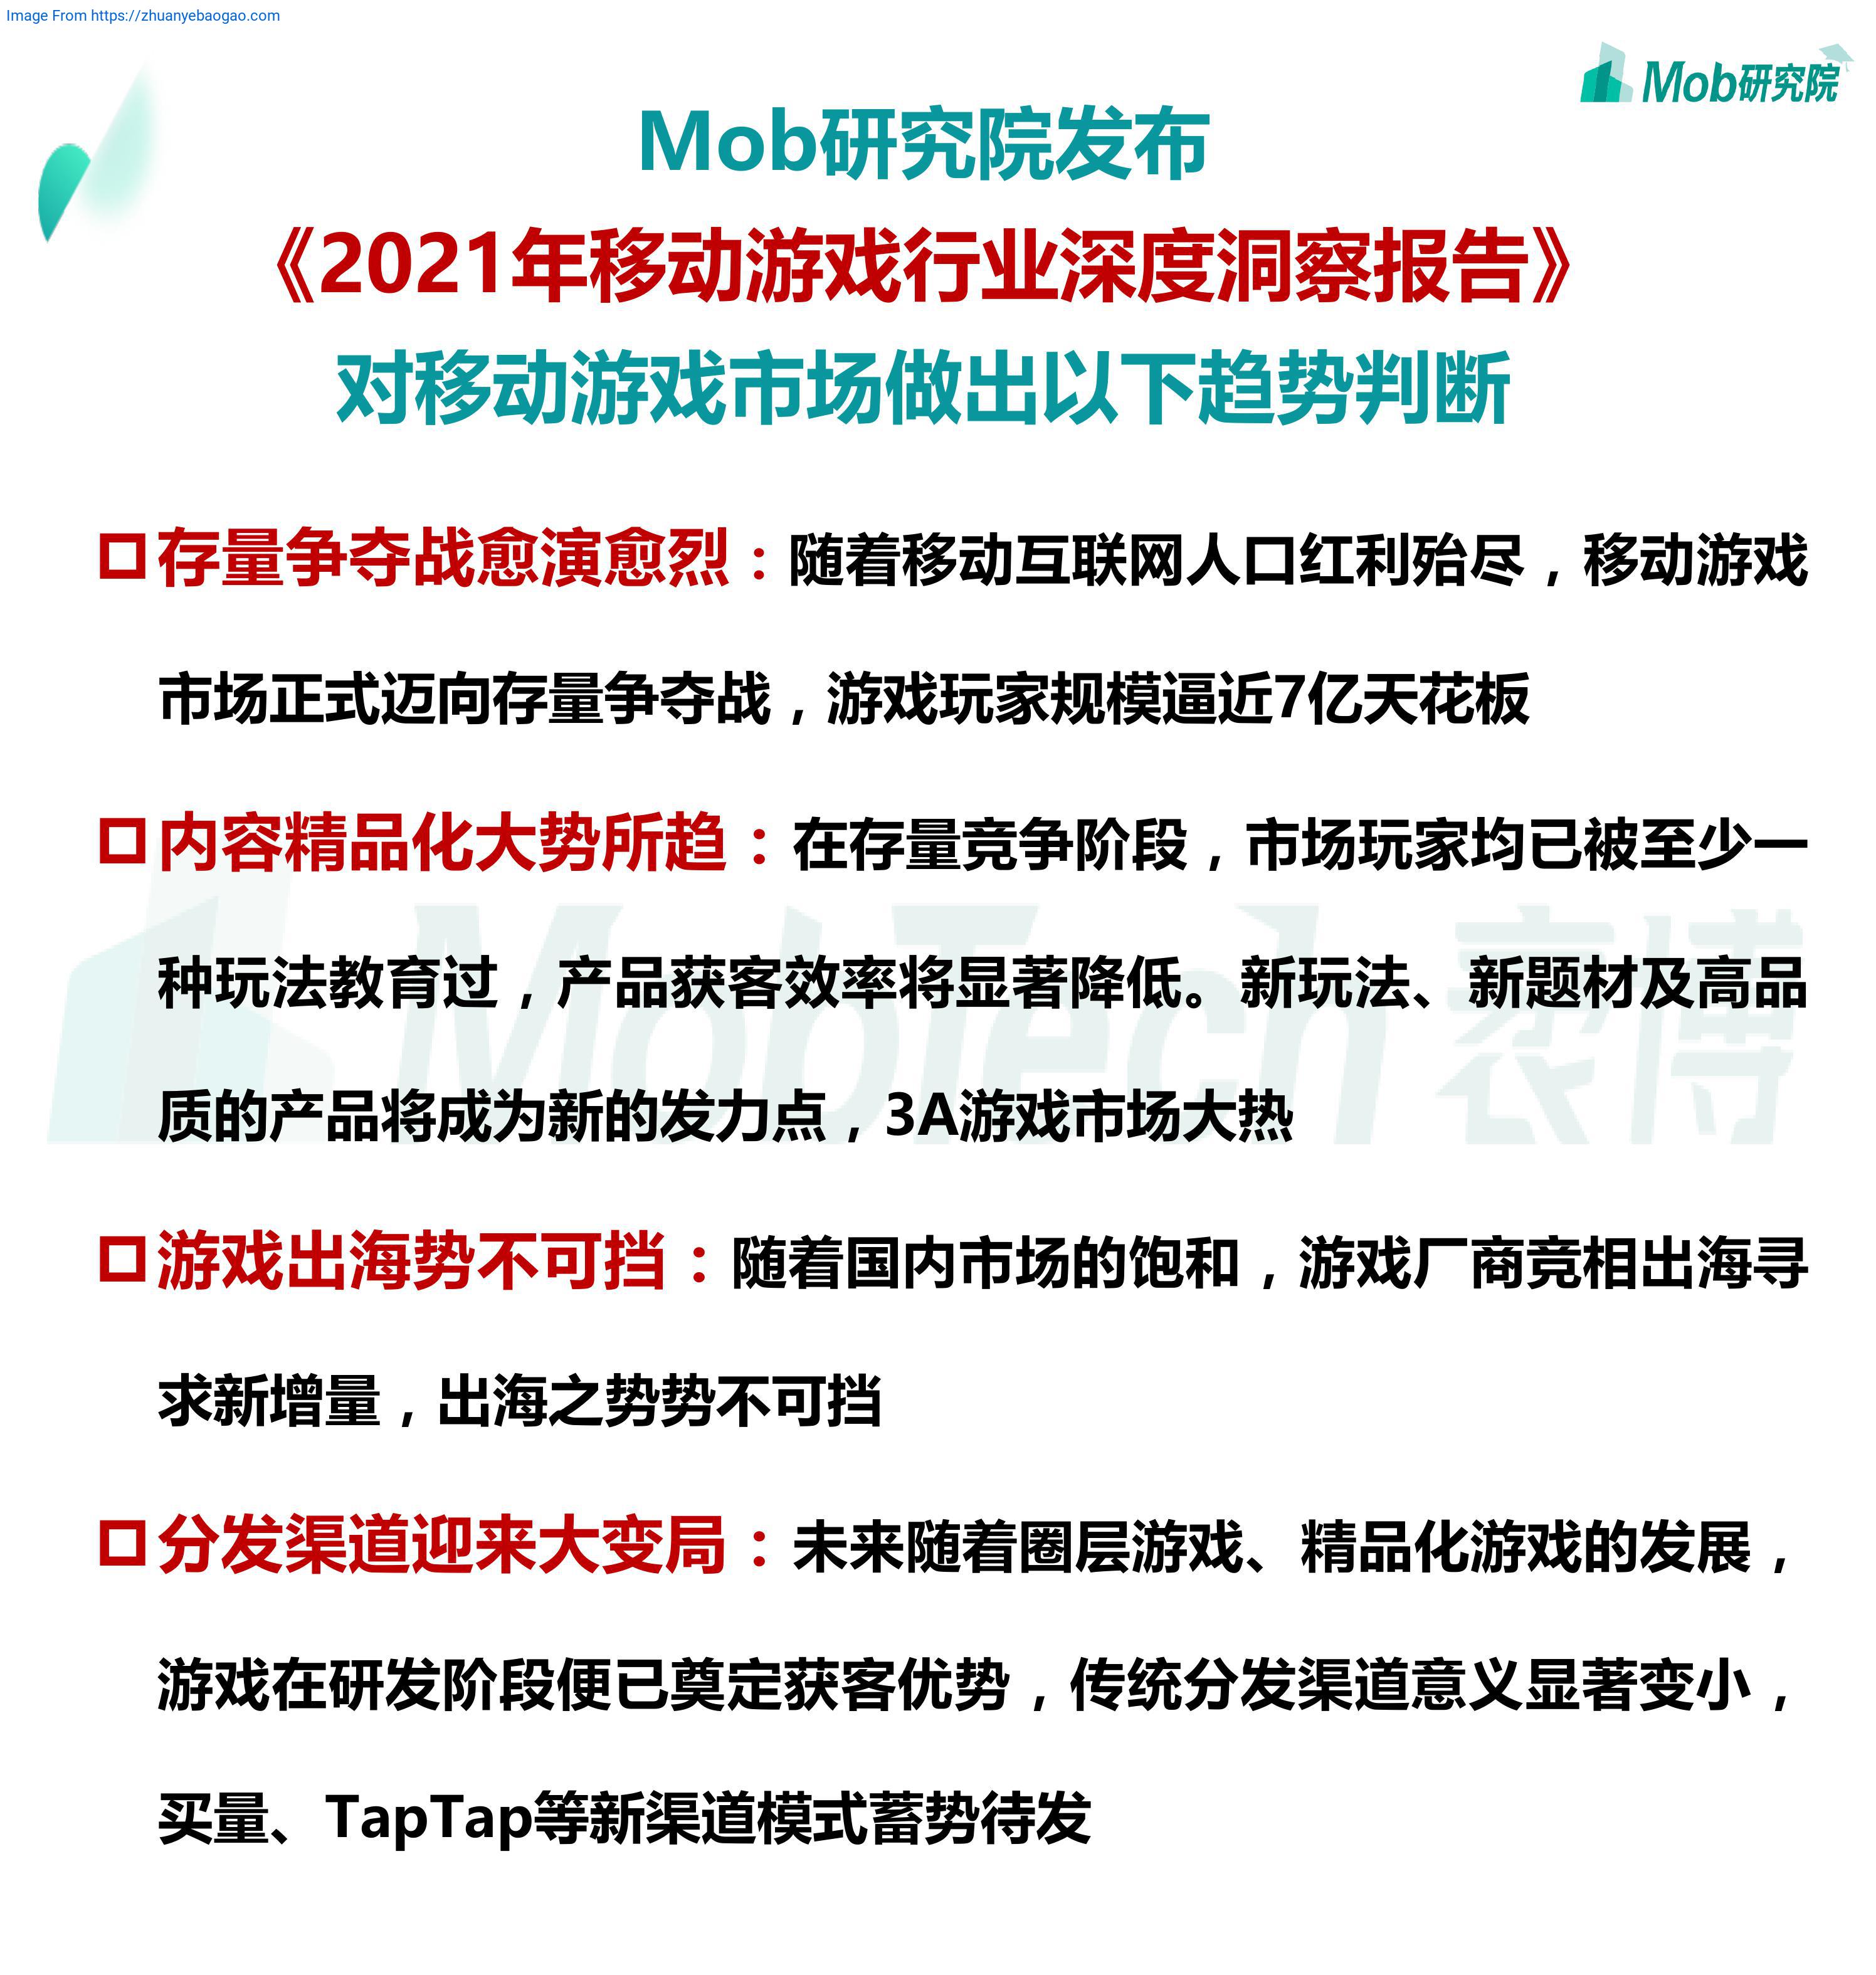 Image From https://zhuanyebaogao.com
Mob研究院
Mob研究院发布
《2021年移动游戏行业深度洞察报告》
对移动游戏市场做出以下趋势判断
存量争夺战愈演愈烈：随着移动互联网人口红利殆尽，移动游戏
市场正式迈向存量争夺战，游戏玩家规模逼近7亿天花板
内容精品化大势所趋：在存量竞争阶段，市场玩家均已被至少一
种玩法教育过，产品获客效率将显著降低。新玩法、新题材及高品
质的产品将成为新的发力点，3A游戏市场大热
MobTech 袤博
游戏出海势不可挡：随着国内市场的饱和，游戏厂商竞相出海寻
求新增量，出海之势势不可挡
分发渠道迎来大变局：未来随着圈层游戏、精品化游戏的发展，
游戏在研发阶段便已奠定获客优势，传统分发渠道意义显著变小，
买量、TapTap等新渠道模式蓄势待发